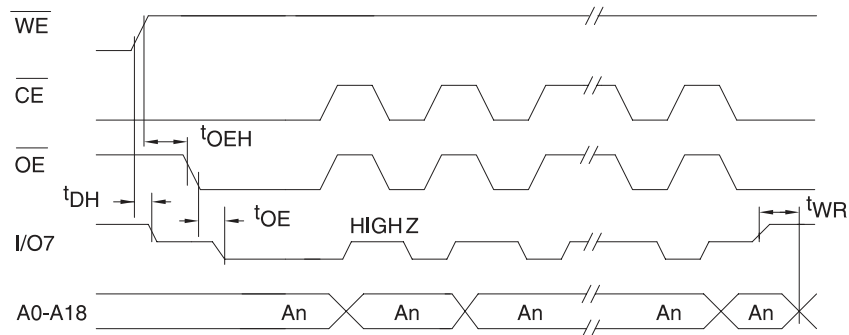 WE
CE
tOEH
OE
tDH
tOE
HIGH Z
tWR
I/O7
A0-A18
An
An
An
An
An